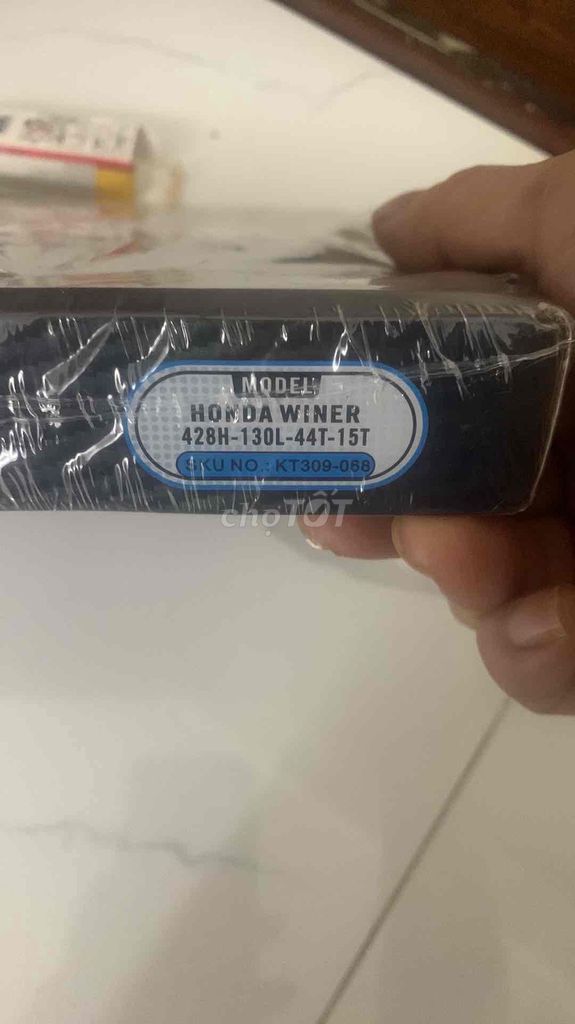 MODEL:
HONDA WINER
428H-130L-44T-15T
SKU NO.: KT309-068
chợTỐT